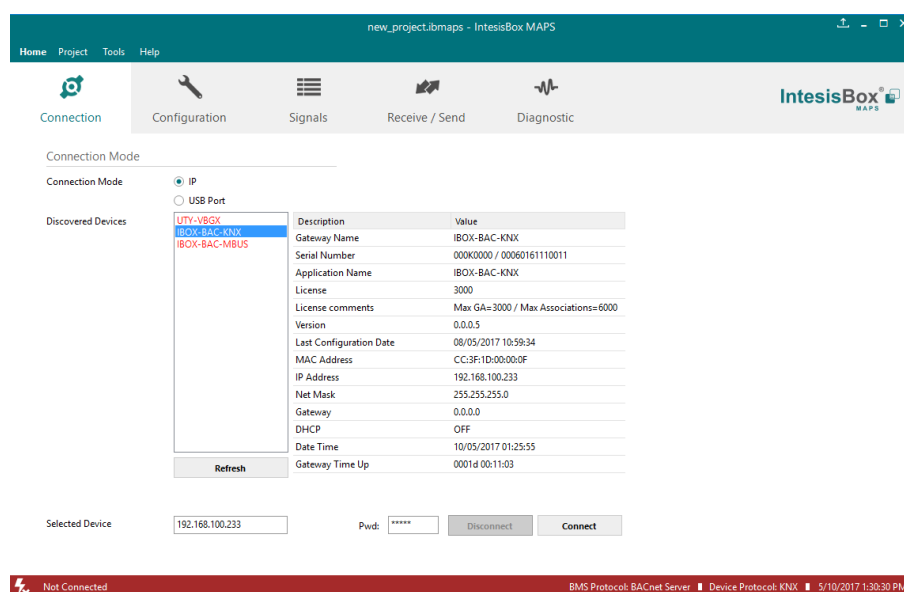 new_project.ibmaps - IntesisBox MAPS
Home Project Tools Help
Connection Configuration Signals Receive / Send Diagnostic
IntesisBox®
MAPS
Connection Mode
Connection Mode IP
USB Port
Discovered Devices UTY-VBGX
IBOX-BAC-KNX
IBOX-BAC-MBUS
Description Value
Gateway Name IBOX-BAC-KNX
Serial Number 000K0000 / 00060161110011
Application Name IBOX-BAC-KNX
License 3000
License comments Max GA=3000 / Max Associations=6000
Version 0.0.0.5
Last Configuration Date 08/05/2017 10:59:34
MAC Address CC:3F:1D:00:00:0F
IP Address 192.168.100.233
Net Mask 255.255.255.0
Gateway 0.0.0.0
DHCP OFF
Date Time 10/05/2017 01:25:55
Gateway Time Up 0001d 00:11:03
Refresh
Selected Device 192.168.100.233 Pwd: ***** Disconnect Connect
Not Connected BMS Protocol: BACnet Server Device Protocol: KNX 5/10/2017 1:30:30 PM